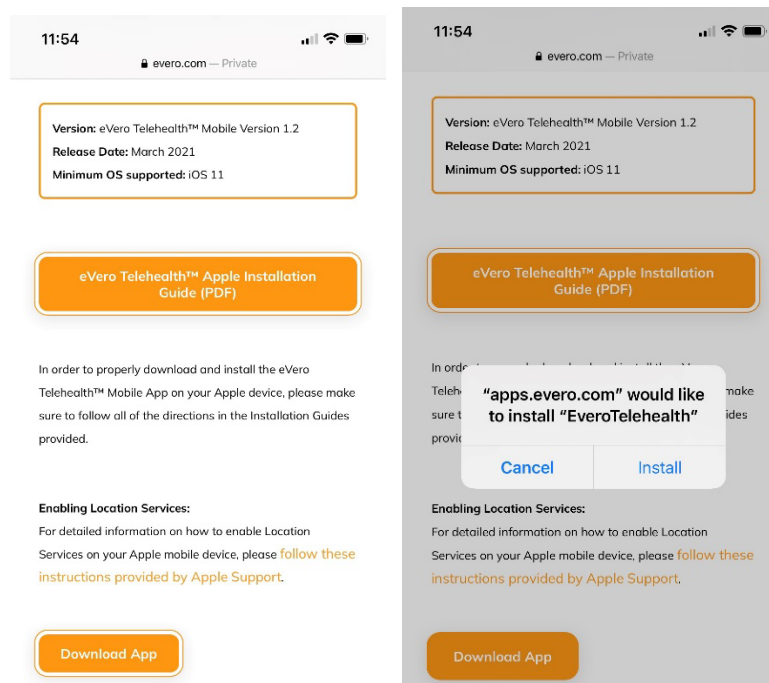 11:54
evero.com — Private
Version: eVero Telehealth™ Mobile Version 1.2
Release Date: March 2021
Minimum OS supported: iOS 11
eVero Telehealth™ Apple Installation
Guide (PDF)
In order to properly download and install the eVero
Telehealth™ Mobile App on your Apple device, please make
sure to follow all of the directions in the Installation Guides
provided.
Enabling Location Services:
For detailed information on how to enable Location
Services on your Apple mobile device, please follow these
instructions provided by Apple Support.
Download App
11:54
evero.com — Private
Version: eVero Telehealth™ Mobile Version 1.2
Release Date: March 2021
Minimum OS supported: iOS 11
eVero Telehealth™ Apple Installation
Guide (PDF)
In
make
sure
“apps.evero.com” would like
to install “EveroTelehealth”
Cancel Install
Enabling Location Services:
For detailed information on how to enable Location
Services on your Apple mobile device, please follow these
instructions provided by Apple Support.
Download App